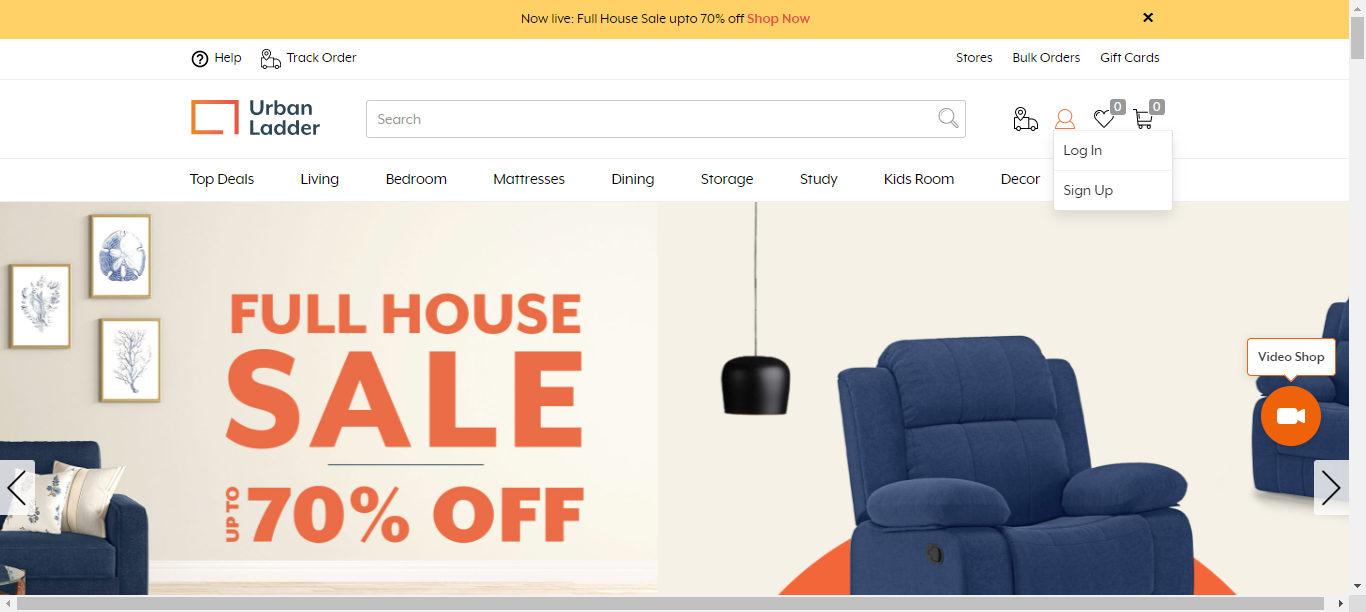 Now live: Full House Sale upto 70% off Shop Now
Help Track Order Stores Bulk Orders Gift Cards
Urban
Ladder
Search
0 0
Log In
Sign Up
Top Deals Living Bedroom Mattresses Dining Storage Study Kids Room Decor
FULL HOUSE
SALE
UP TO 70% OFF
Video Shop